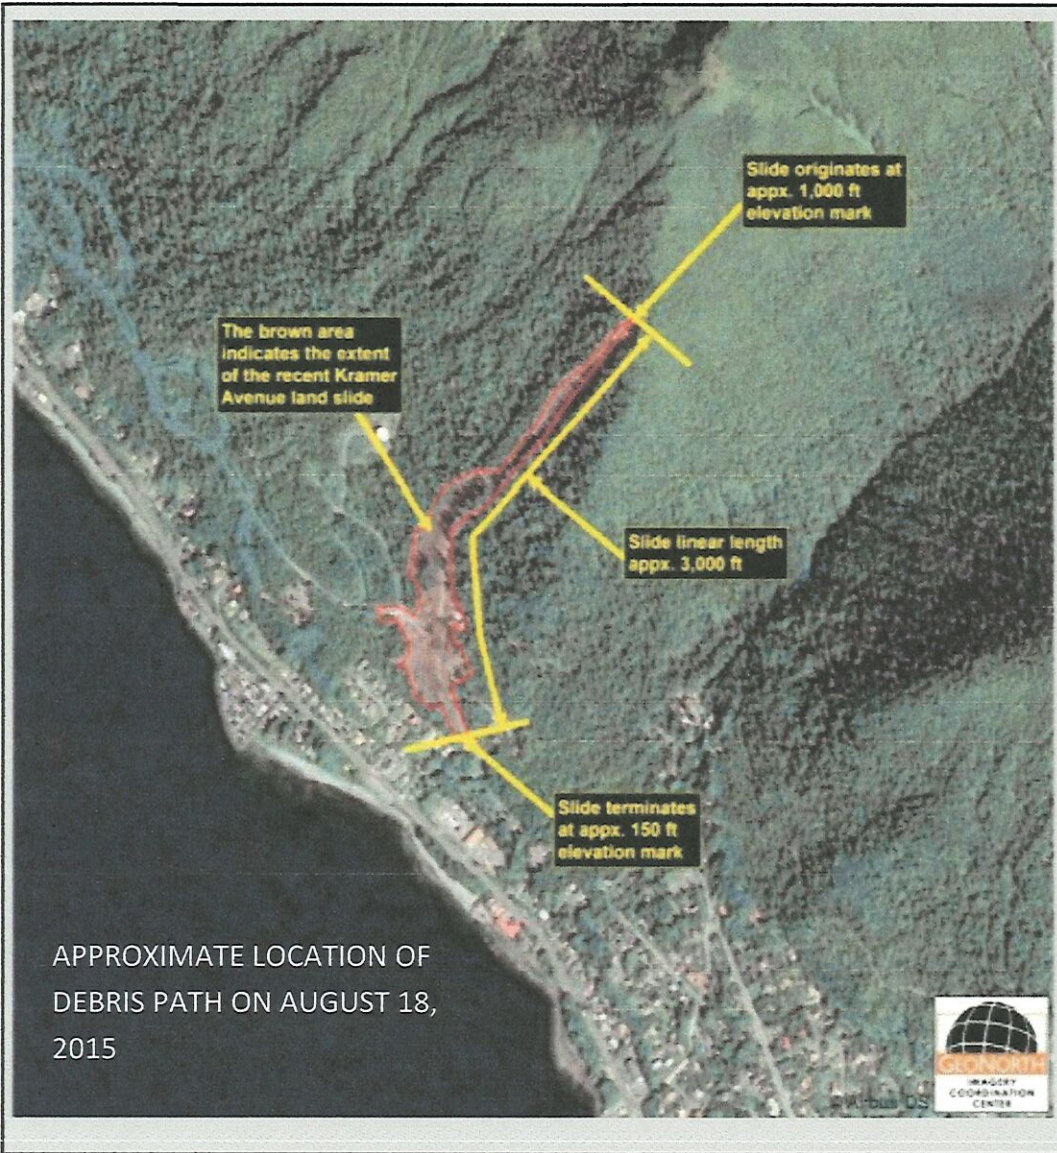 Slide originates at
appx. 1,000 ft
elevation mark
The brown area
indicates the extent
of the recent Kramer
Avenue land slide
Slide linear length
appx. 3,000 ft
Slide terminates
at appx. 150 ft
elevation mark
APPROXIMATE LOCATION OF
DEBRIS PATH ON AUGUST 18,
2015
GEONORTH
IMAGERY
COORDINATION
CENTER
Airbus DS